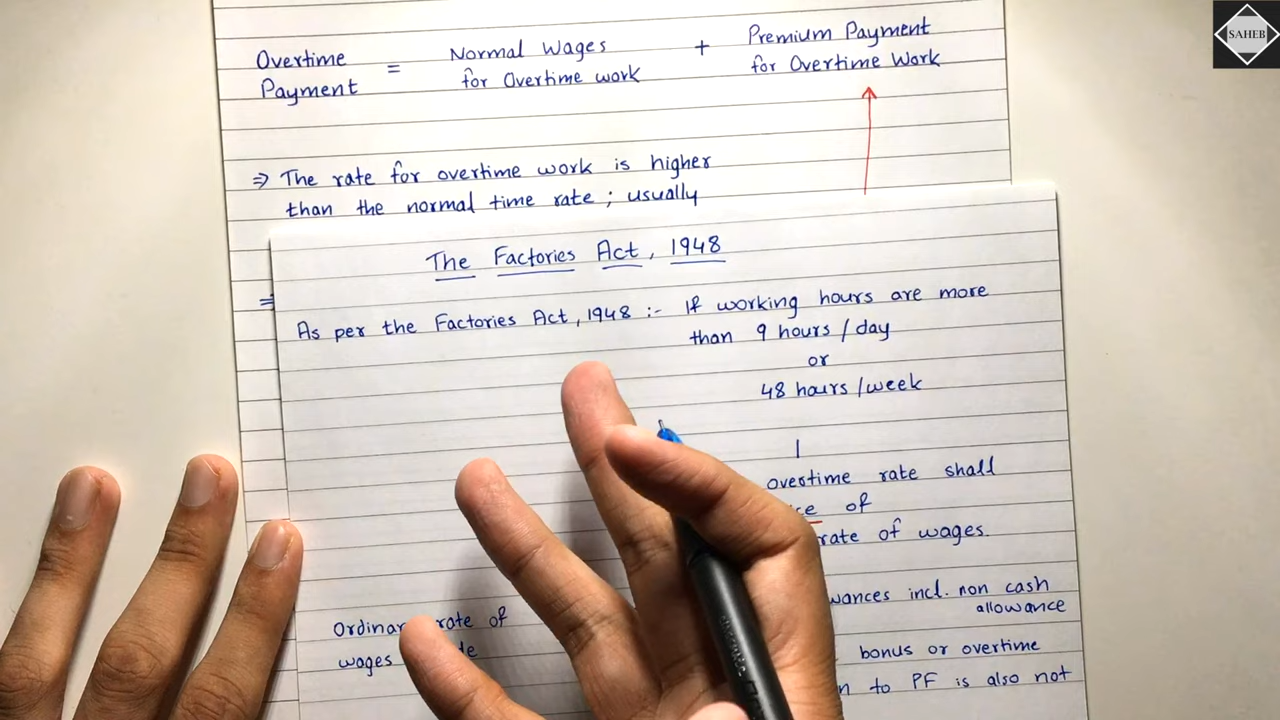 SAHEB
Overtime Payment = Normal Wages for Overtime work + Premium Payment for Overtime Work
⇒ The rate for overtime work is higher
than the normal time rate ; usually
The Factories Act, 1948
As per the Factories Act, 1948 :- If working hours are more
than 9 hours / day
or
48 hours / week
overtime rate shall
of
rate of wages.
incl. non cash
allowance
rate of
wages
bonus or overtime
to PF is also not